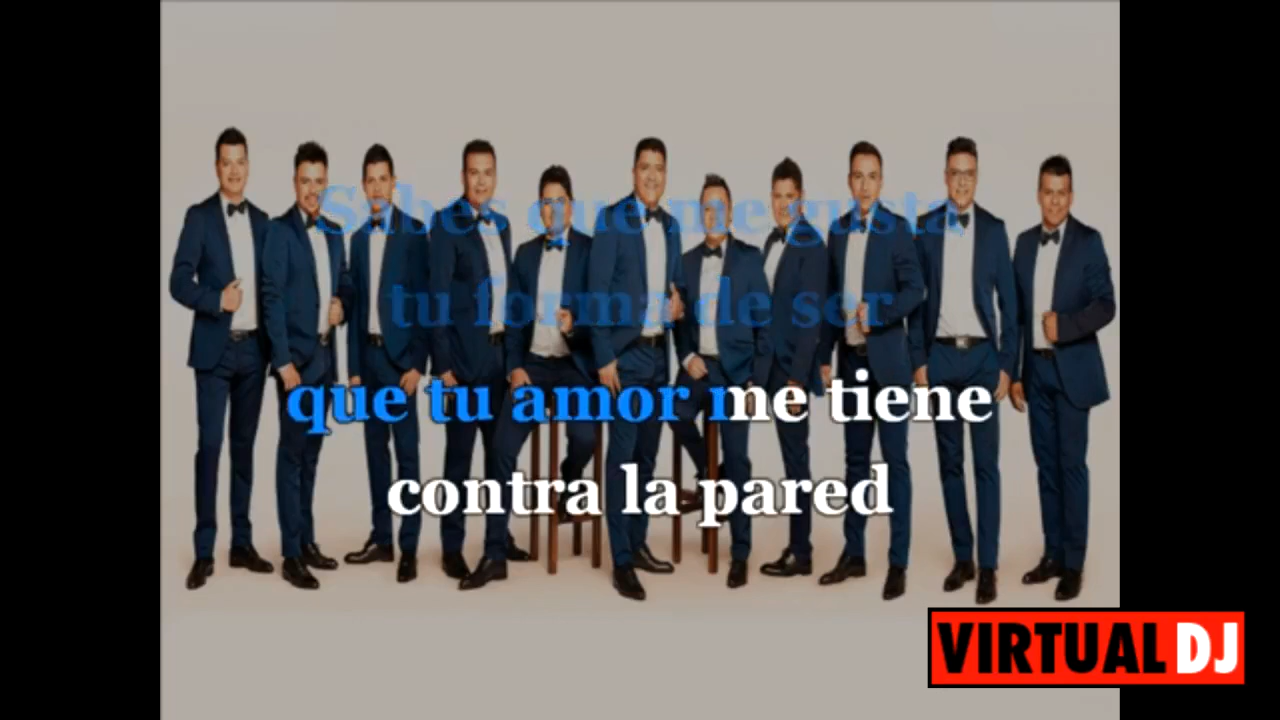 Sabes que me gusta
tu forma de ser
que tu amor me tiene
contra la pared
VIRTUAL DJ